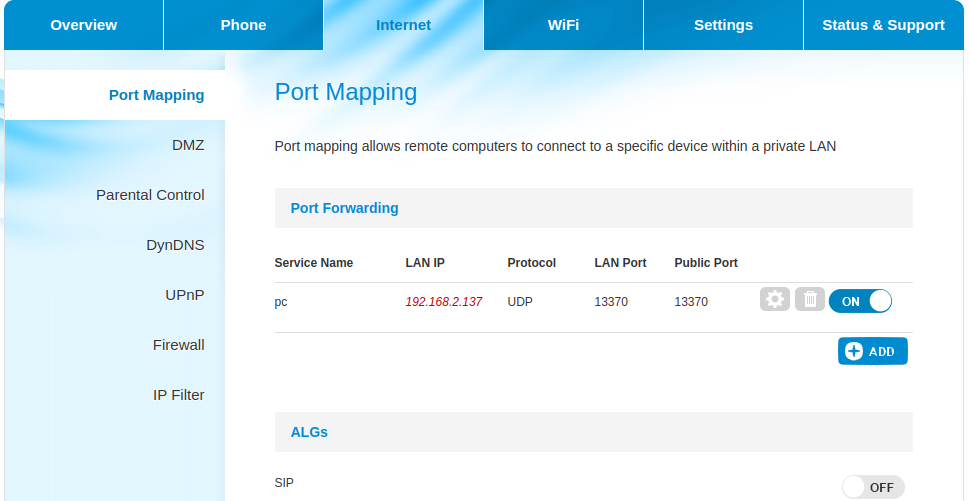 Overview Phone Internet WiFi Settings Status & Support
Port Mapping
DMZ
Parental Control
DynDNS
UPnP
Firewall
IP Filter
Port Mapping
Port mapping allows remote computers to connect to a specific device within a private LAN
Port Forwarding
Service Name LAN IP Protocol LAN Port Public Port
pc 192.168.2.137 UDP 13370 13370 ON
ADD
ALGs
SIP OFF